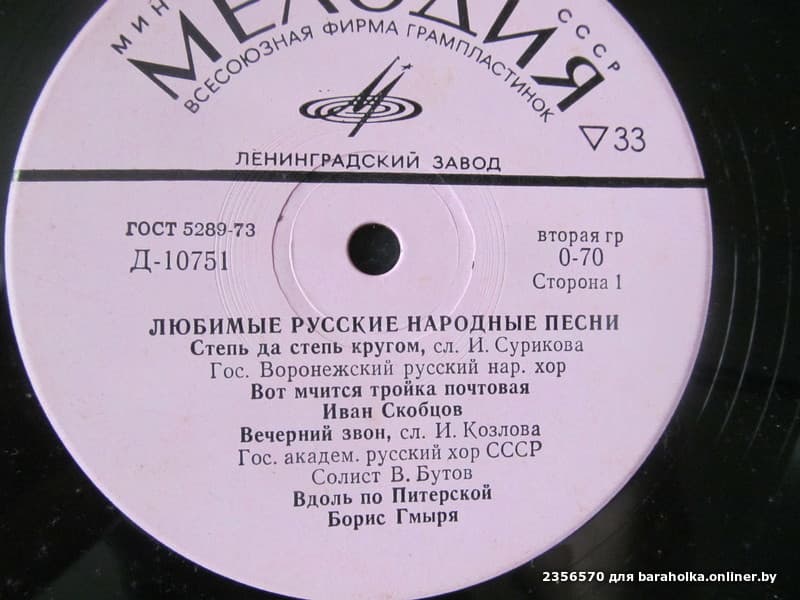 МИН
СССР
МЕЛОДИЯ
ВСЕСОЮЗНАЯ ФИРМА ГРАМПЛАСТИНОК
ЛЕНИНГРАДСКИЙ ЗАВОД
33
ГОСТ 5289-73
Д-10751
вторая гр
0-70
Сторона 1
ЛЮБИМЫЕ РУССКИЕ НАРОДНЫЕ ПЕСНИ
Степь да степь кругом, сл. И. Сурикова
Гос. Воронежский русский нар. хор
Вот мчится тройка почтовая
Иван Скобцов
Вечерний звон, сл. И. Козлова
Гос. академ. русский хор СССР
Солист В. Бутов
Вдоль по Питерской
Борис Гмыря
2356570 для baraholka.onliner.by